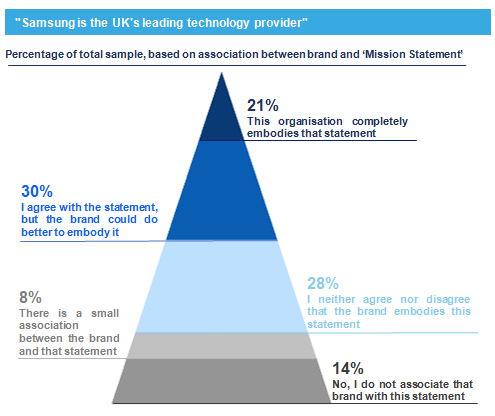 "Samsung is the UK's leading technology provider"
Percentage of total sample, based on association between brand and ‘Mission Statement’
21%
This organisation completely
embodies that statement
30%
I agree with the statement,
but the brand could do
better to embody it
28%
I neither agree nor disagree
that the brand embodies this
statement
8%
There is a small
association
between the brand
and that statement
14%
No, I do not associate that
brand with this statement